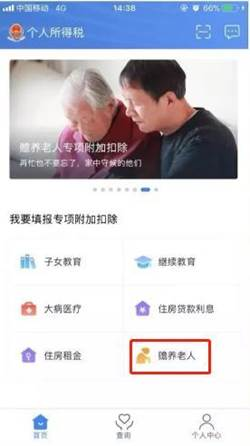 中国移动 4G 14:38 66%
个人所得税
赡养老人专项附加扣除
再忙也不要忘了，家中守候的他们
我要填报专项附加扣除
子女教育 继续教育
大病医疗 住房贷款利息
住房租金 赡养老人
首页 查询 个人中心